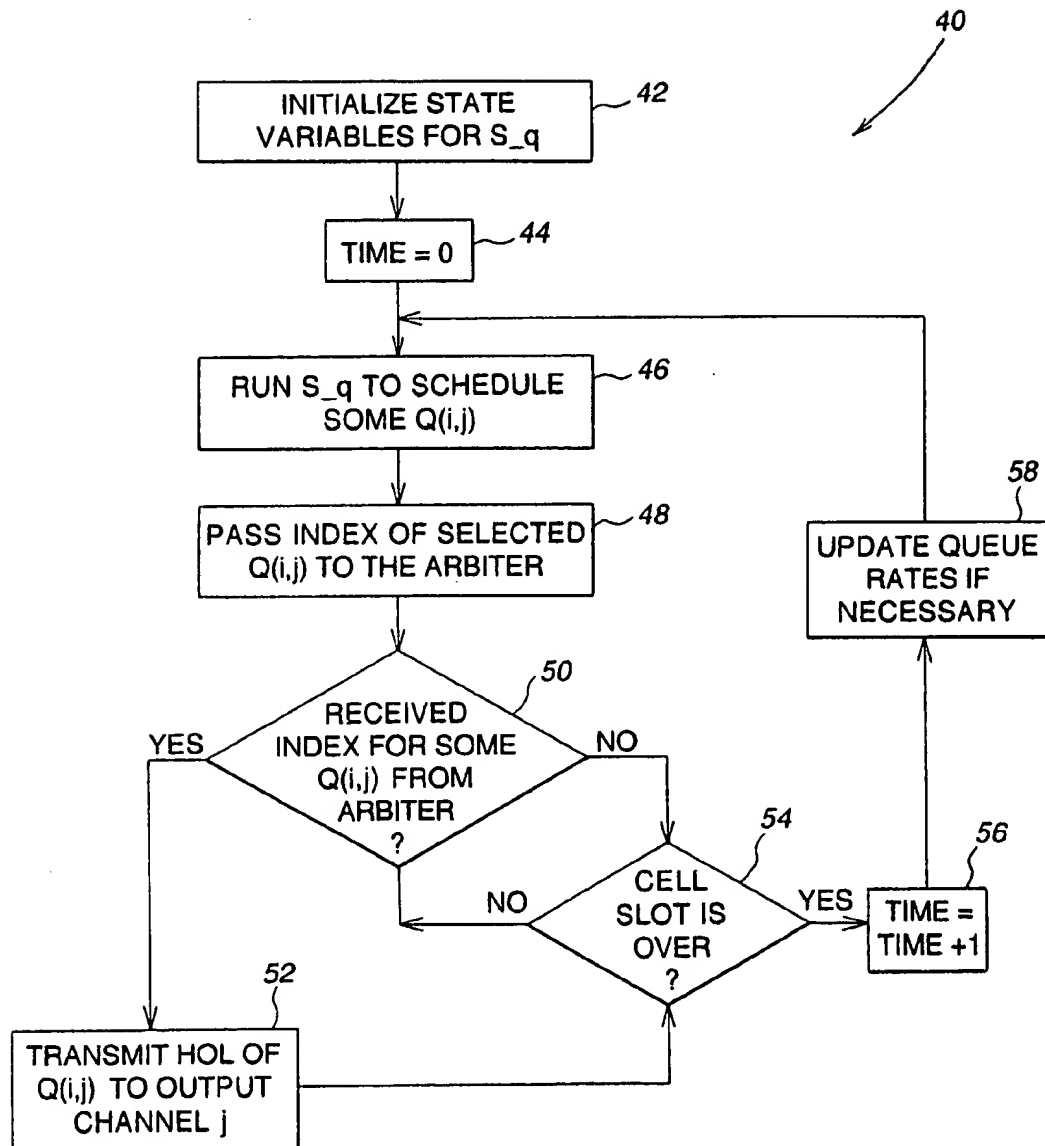 40
INITIALIZE STATE
VARIABLES FOR S_q
42
TIME = 0
44
RUN S_q TO SCHEDULE
SOME Q(i,j)
46
PASS INDEX OF SELECTED
Q(i,j) TO THE ARBITER
48
58
UPDATE QUEUE
RATES IF
NECESSARY
50
RECEIVED
INDEX FOR SOME
Q(i,j) FROM
ARBITER
?
YES
NO
54
CELL
SLOT IS
OVER
?
NO
YES
56
TIME =
TIME +1
52
TRANSMIT HOL OF
Q(i,j) TO OUTPUT
CHANNEL j